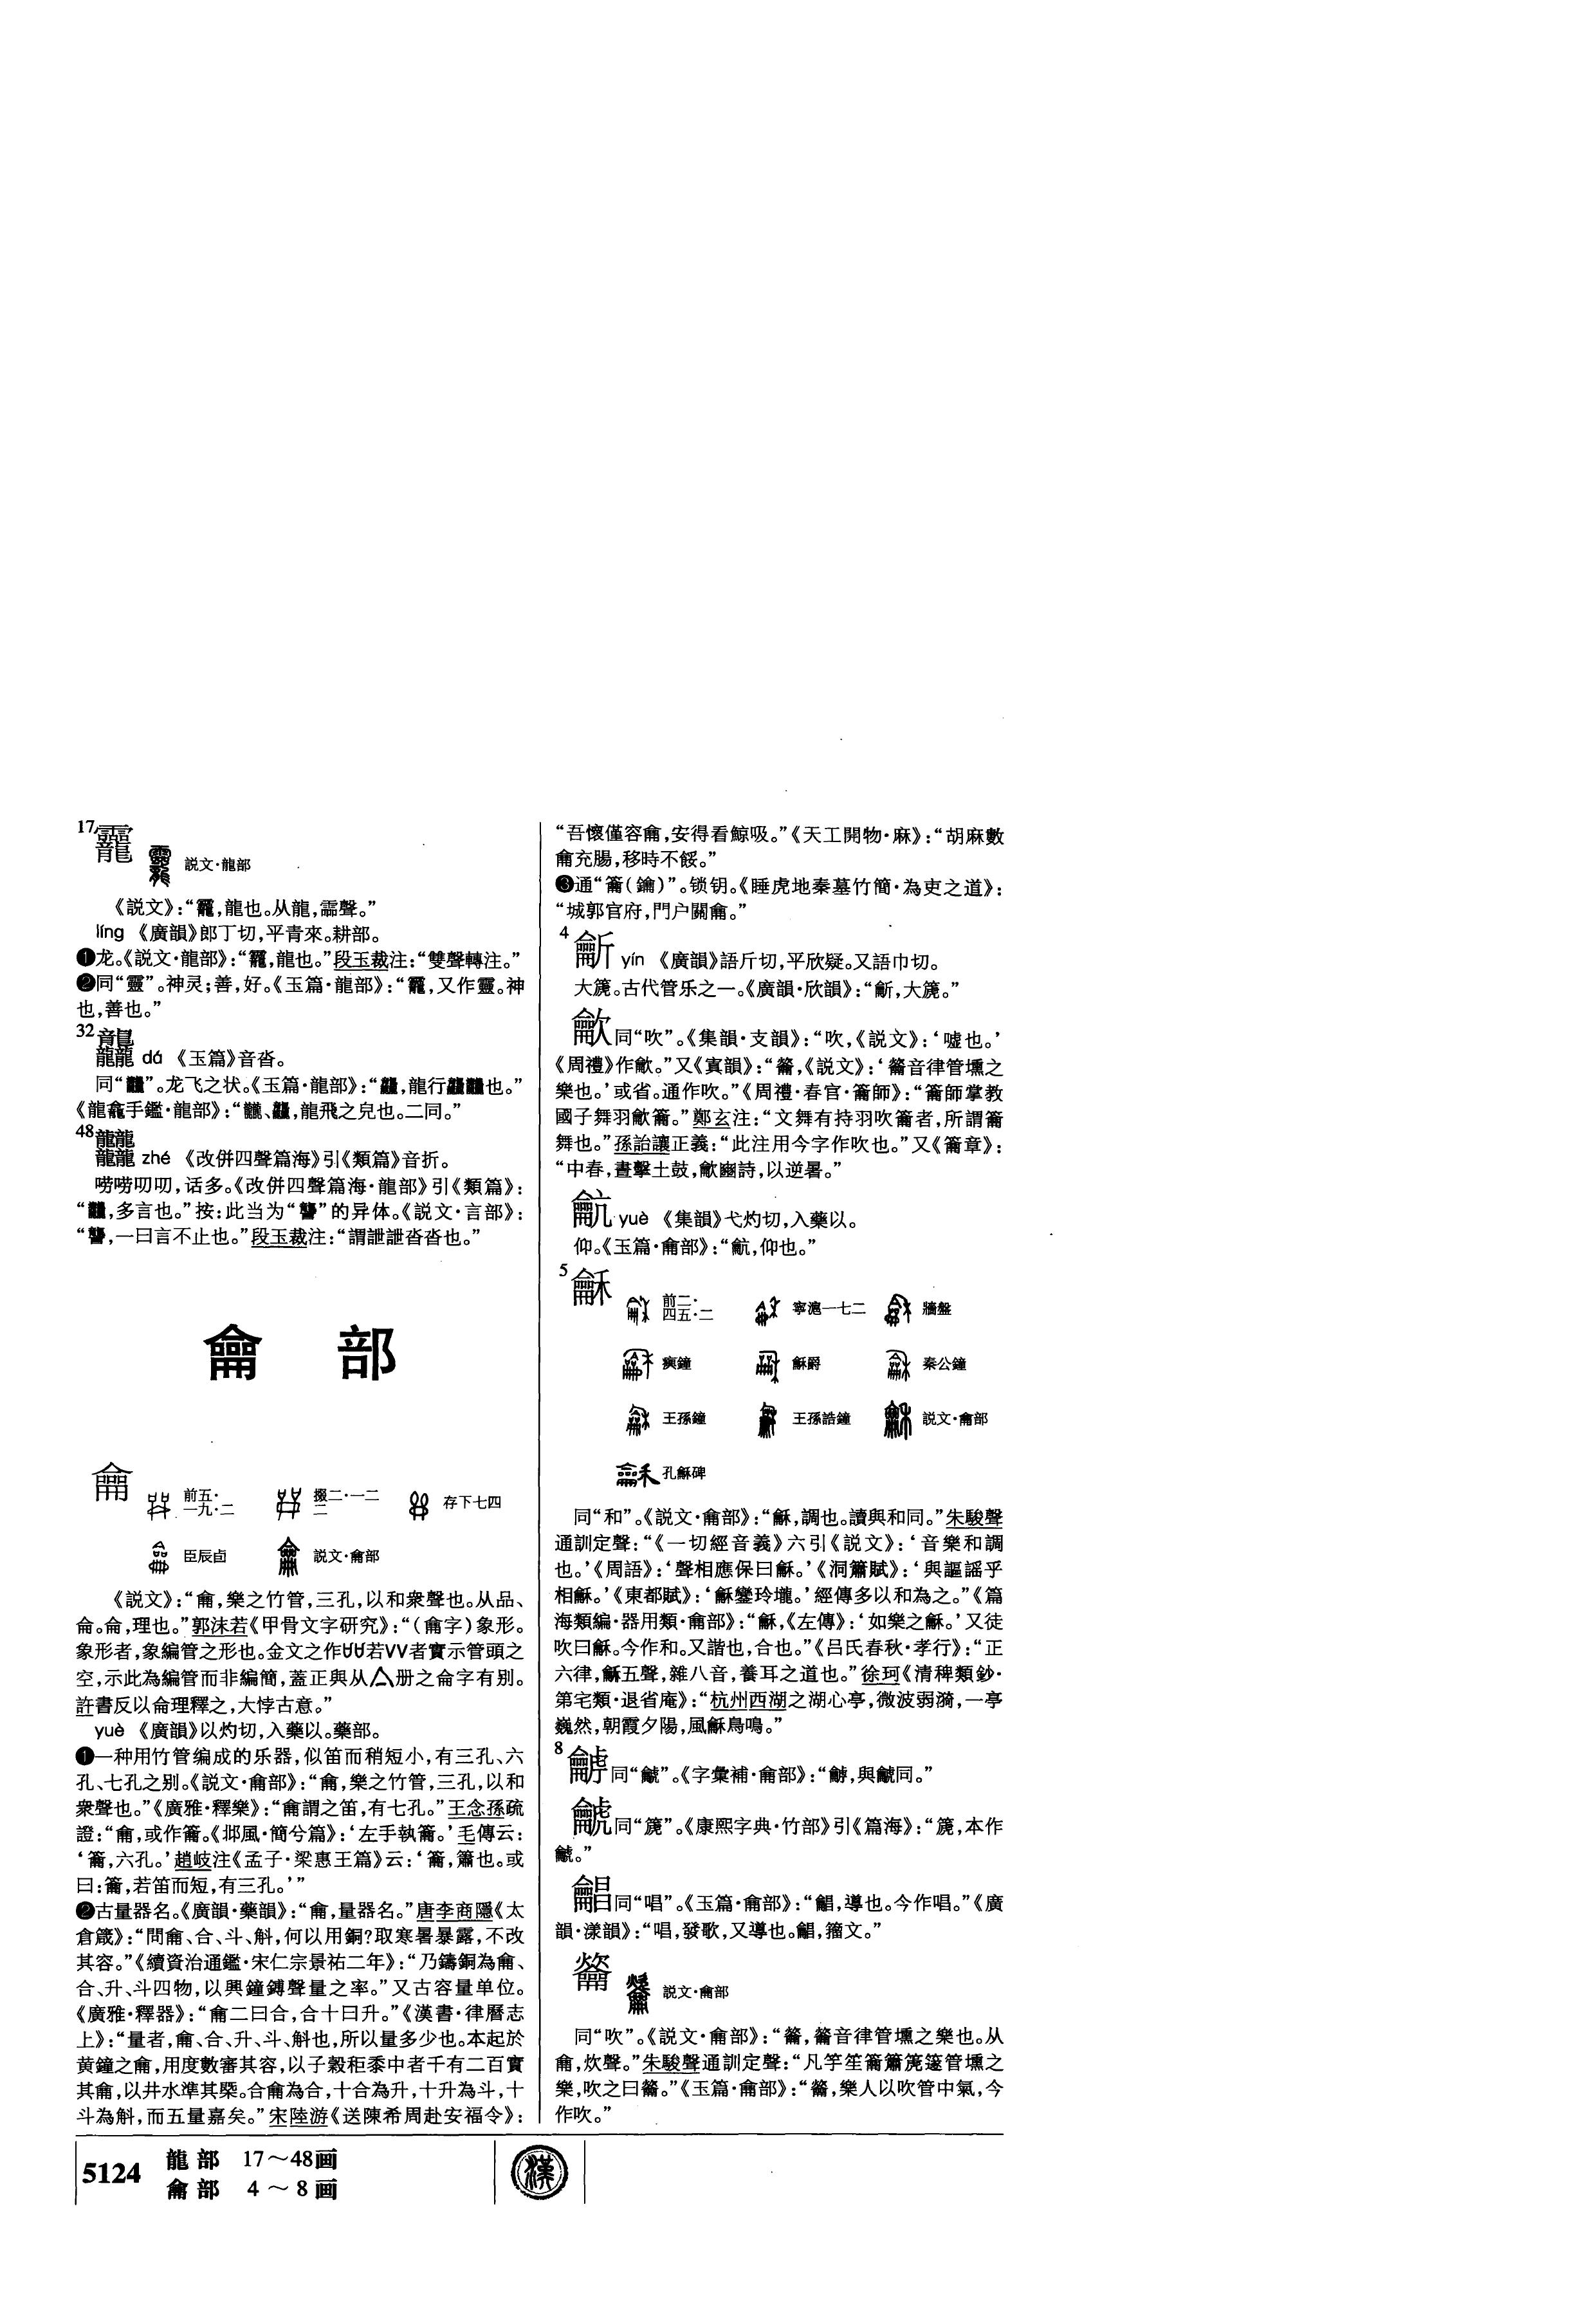 17 龗
説文·龍部
《説文》:“龗,龍也。从龍,霝聲。”
líng 《廣韻》郎丁切,平青來。耕部。
❶龙。《説文·龍部》:“龗,龍也。”段玉裁注:“雙聲轉注。”
❷同“靈”。神灵;善,好。《玉篇·龍部》:“龗,又作靈。神
也,善也。”
32
龖 dá 《玉篇》音沓。
同“龘”。龙飞之状。《玉篇·龍部》:“龖,龍行龖龘也。”
《龍龕手鑑·龍部》:“龘、龖,龍飛之皃也。二同。”
48
𪚥 zhé 《改併四聲篇海》引《類篇》音折。
唠唠叨叨,话多。《改併四聲篇海·龍部》引《類篇》:
“𪚥,多言也。”按:此当为“讋”的异体。《説文·言部》:
“讋,一曰言不止也。”段玉裁注:“謂詍詍沓沓也。”
龠 部
龠
前五·一九·二 掇二·一二二 存下七四
臣辰卣 説文·龠部
《説文》:“龠,樂之竹管,三孔,以和衆聲也。从品、
侖。侖,理也。”郭沫若《甲骨文字研究》:“(龠字)象形。
象形者,象編管之形也。金文之作若者實示管頭之
空,示此為編管而非編簡,蓋正與从亼册之侖字有别。
許書反以侖理釋之,大悖古意。”
yuè 《廣韻》以灼切,入藥以。藥部。
❶一种用竹管编成的乐器,似笛而稍短小,有三孔、六
孔、七孔之别。《説文·龠部》:“龠,樂之竹管,三孔,以和
衆聲也。”《廣雅·釋樂》:“龠謂之笛,有七孔。”王念孫疏
證:“龠,或作籥。《邶風·簡兮篇》:‘左手執籥。’毛傳云:
‘籥,六孔。’趙岐注《孟子·梁惠王篇》云:‘籥,簫也。或
曰:籥,若笛而短,有三孔。’”
❷古量器名。《廣韻·藥韻》:“龠,量器名。”唐李商隱《太
倉箴》:“問龠、合、斗、斛,何以用銅?取寒暑暴露,不改
其容。”《續資治通鑑·宋仁宗景祐二年》:“乃鑄銅為龠、
合、升、斗四物,以興鐘鎛聲量之率。”又古容量单位。
《廣雅·釋器》:“龠二曰合,合十曰升。”《漢書·律曆志
上》:“量者,龠、合、升、斗、斛也,所以量多少也。本起於
黄鐘之龠,用度數審其容,以子穀秬黍中者千有二百實
其龠,以井水準其槩。合龠為合,十合為升,十升為斗,十
斗為斛,而五量嘉矣。”宋陸游《送陳希周赴安福令》:
“吾懷僅容龠,安得看鯨吸。”《天工開物·麻》:“胡麻數
龠充腸,移時不餒。”
❸通“籥(鑰)”。锁钥。《睡虎地秦墓竹簡·為吏之道》:
“城郭官府,門户關龠。”
4
䶳 yín 《廣韻》語斤切,平欣疑。又語巾切。
大篪。古代管乐之一。《廣韻·欣韻》:“䶳,大篪。”
龡同“吹”。《集韻·支韻》:“吹,《説文》:‘嘘也。’
《周禮》作龡。”又《寘韻》:“䶴,《説文》:‘䶴音律管壎之
樂也。’或省。通作吹。”《周禮·春官·籥師》:“籥師掌教
國子舞羽龡籥。”鄭玄注:“文舞有持羽吹籥者,所謂籥
舞也。”孫詒讓正義:“此注用今字作吹也。”又《籥章》:
“中春,晝擊土鼓,龡豳詩,以逆暑。”
yuè 《集韻》弋灼切,入藥以。
仰。《玉篇·龠部》:“,仰也。”
5
龢
前二·四五·二 寧滬一七二 牆盤
𤼈鐘 龢爵 秦公鐘
王孫鐘 王孫誥鐘 説文·龠部
孔龢碑
同“和”。《説文·龠部》:“龢,調也。讀與和同。”朱駿聲
通訓定聲:“《一切經音義》六引《説文》:‘音樂和調
也。’《周語》:‘聲相應保曰龢。’《洞簫賦》:‘與謳謡乎
相龢。’《東都賦》:‘龢鑾玲瓏。’經傳多以和為之。”《篇
海類編·器用類·龠部》:“龢,《左傳》:‘如樂之龢。’又徒
吹曰龢。今作和。又諧也,合也。”《吕氏春秋·孝行》:“正
六律,龢五聲,雜八音,養耳之道也。”徐珂《清稗類鈔·
第宅類·退省庵》:“杭州西湖之湖心亭,微波弱漪,一亭
巍然,朝霞夕陽,風龢鳥鳴。”
8
同“䶵”。《字彙補·龠部》:“,與䶵同。”
䶵同“篪”。《康熙字典·竹部》引《篇海》:“篪,本作
䶵。”
同“唱”。《玉篇·龠部》:“,導也。今作唱。”《廣
韻·漾韻》:“唱,發歌,又導也。,籀文。”
䶴
説文·龠部
同“吹”。《説文·龠部》:“䶴,䶴音律管壎之樂也。从
龠,炊聲。”朱駿聲通訓定聲:“凡竽笙籥簫箎篴管壎之
樂,吹之曰䶴。”《玉篇·龠部》:“䶴,樂人以吹管中氣,今
作吹。”
5124 龍部 17～48画
龠部 4～8画
漢